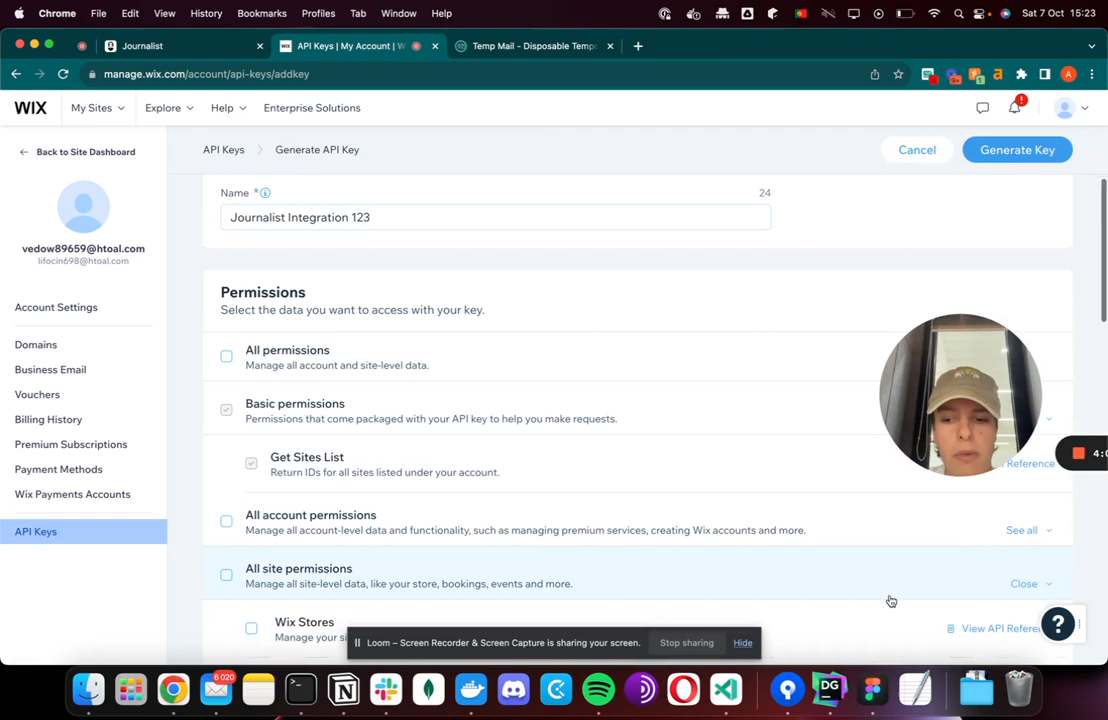 Chrome File Edit View History Bookmarks Profiles Tab Window Help Sat 7 Oct 15:23
Journalist
API Keys | My Account | W
Temp Mail - Disposable Tempo
manage.wix.com/account/api-keys/addkey
9+
1
A
WIX My Sites Explore Help Enterprise Solutions
Back to Site Dashboard
API Keys > Generate API Key
Cancel
Generate Key
Name *
24
Journalist Integration 123
vedow89659@htoal.com
lifocin698@htoal.com
Account Settings
Domains
Business Email
Vouchers
Billing History
Premium Subscriptions
Payment Methods
Wix Payments Accounts
API Keys
Permissions
Select the data you want to access with your key.
All permissions
Manage all account and site-level data.
Basic permissions
Permissions that come packaged with your API key to help you make requests.
Get Sites List
Return IDs for all sites listed under your account.
Reference
4:0
All account permissions
Manage all account-level data and functionality, such as managing premium services, creating Wix accounts and more.
See all
All site permissions
Manage all site-level data, like your store, bookings, events and more.
Close
Wix Stores
Manage your si
View API Refere
?
Loom – Screen Recorder & Screen Capture is sharing your screen.
Stop sharing
Hide
6 020
DG